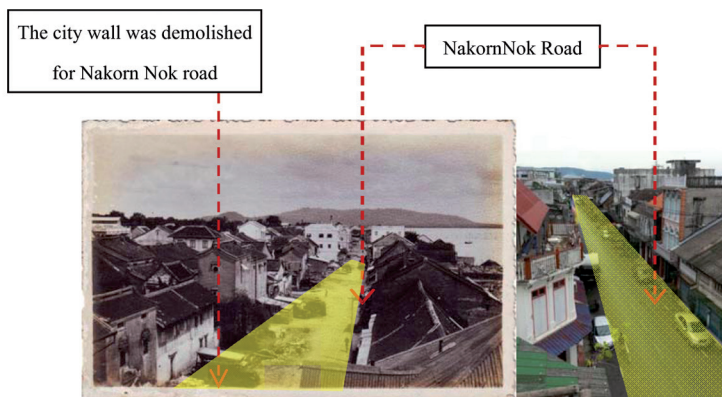 The city wall was demolished
for Nakorn Nok road
NakornNok Road